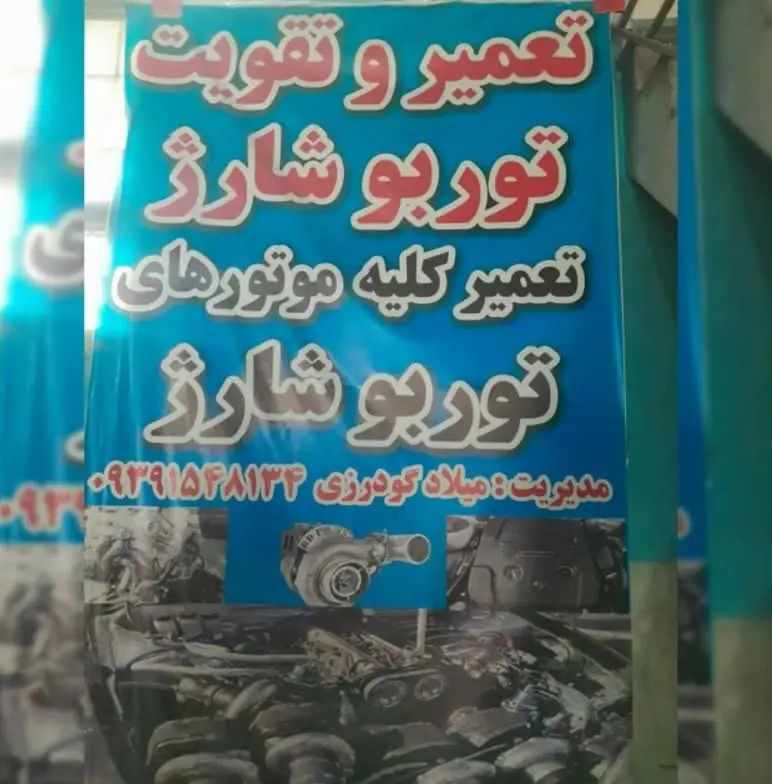 تعمیر و تقویت
توربو شارژ
تعمیر کلیه موتورهای
توربو شارژ
مدیریت: میلاد گودرزی ۰۹۳۹۱۵۴۸۱۳۴